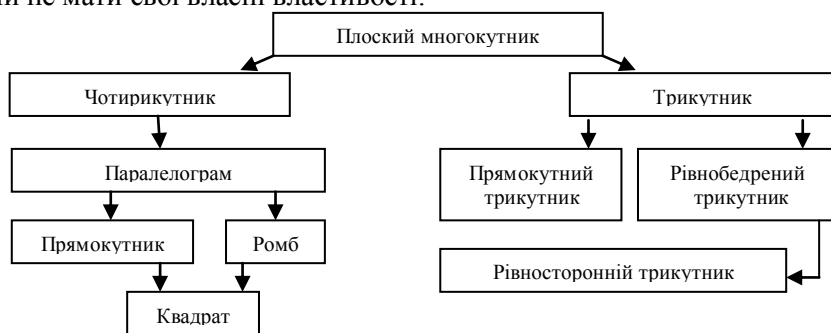 не мати свої власні властивості.
Плоский многокутник
Чотирикутник
Трикутник
Паралелограм
Прямокутний
трикутник
Рівнобедрений
трикутник
Прямокутник
Ромб
Рівносторонній трикутник
Квадрат